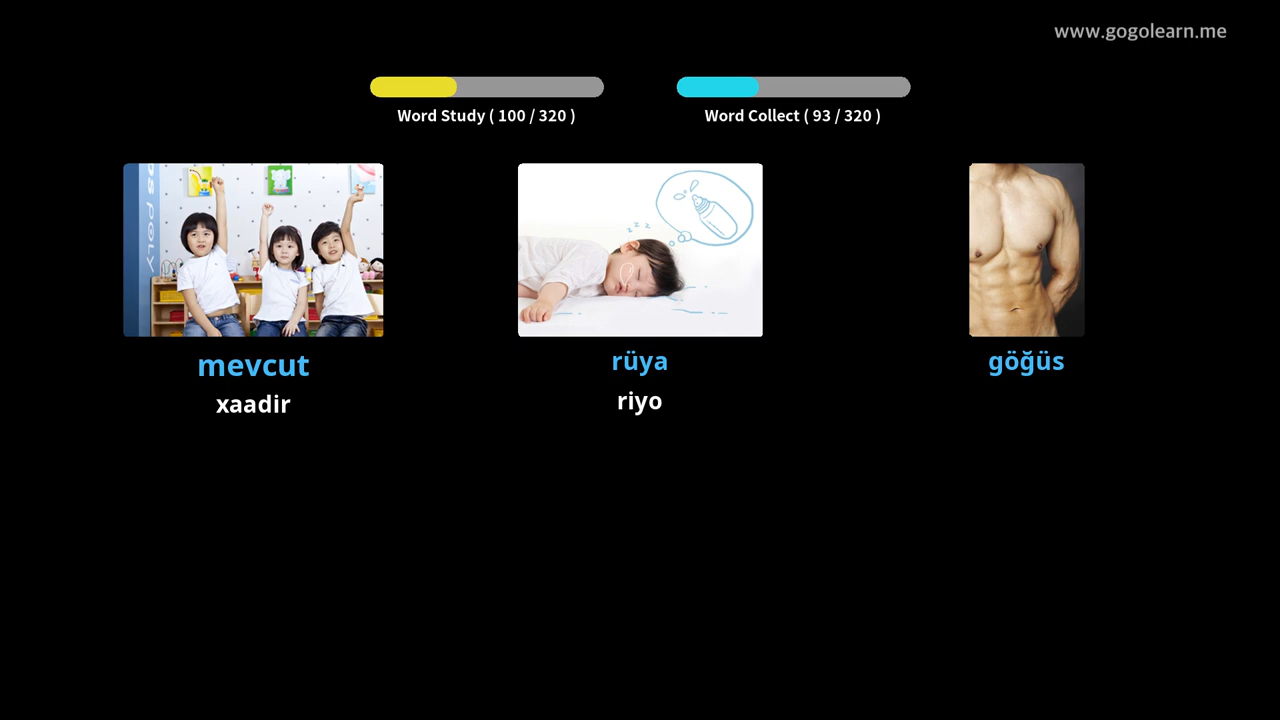 www.gogolearn.me
Word Study ( 100 / 320 )
Word Collect ( 93 / 320 )
mevcut
xaadir
rüya
riyo
göğüs